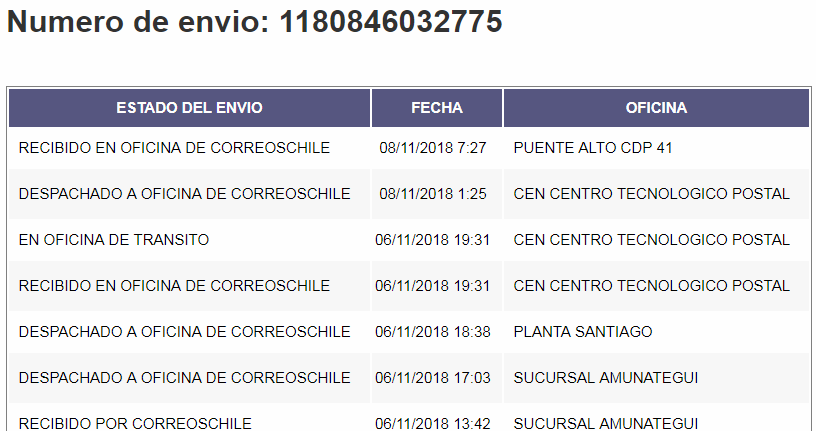 Numero de envio: 1180846032775
ESTADO DEL ENVIO FECHA OFICINA
RECIBIDO EN OFICINA DE CORREOSCHILE 08/11/2018 7:27 PUENTE ALTO CDP 41
DESPACHADO A OFICINA DE CORREOSCHILE 08/11/2018 1:25 CEN CENTRO TECNOLOGICO POSTAL
EN OFICINA DE TRANSITO 06/11/2018 19:31 CEN CENTRO TECNOLOGICO POSTAL
RECIBIDO EN OFICINA DE CORREOSCHILE 06/11/2018 19:31 CEN CENTRO TECNOLOGICO POSTAL
DESPACHADO A OFICINA DE CORREOSCHILE 06/11/2018 18:38 PLANTA SANTIAGO
DESPACHADO A OFICINA DE CORREOSCHILE 06/11/2018 17:03 SUCURSAL AMUNATEGUI
RECIBIDO POR CORREOSCHILE 06/11/2018 13:42 SUCURSAL AMUNATEGUI